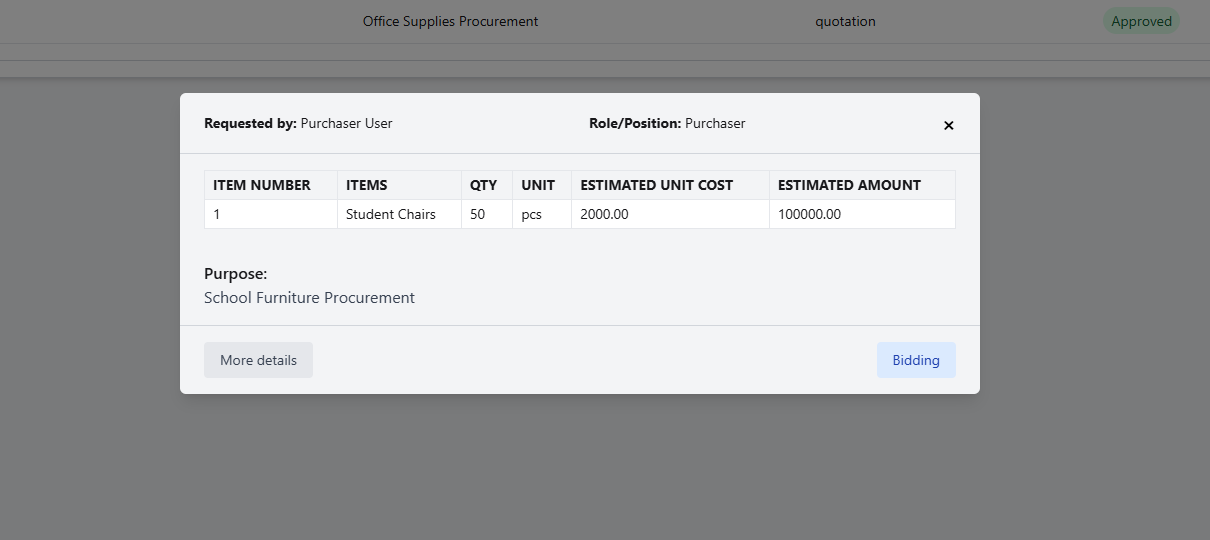 Office Supplies Procurement quotation Approved
Requested by: Purchaser User Role/Position: Purchaser ×
ITEM NUMBER ITEMS QTY UNIT ESTIMATED UNIT COST ESTIMATED AMOUNT
1 Student Chairs 50 pcs 2000.00 100000.00
Purpose:
School Furniture Procurement
More details Bidding